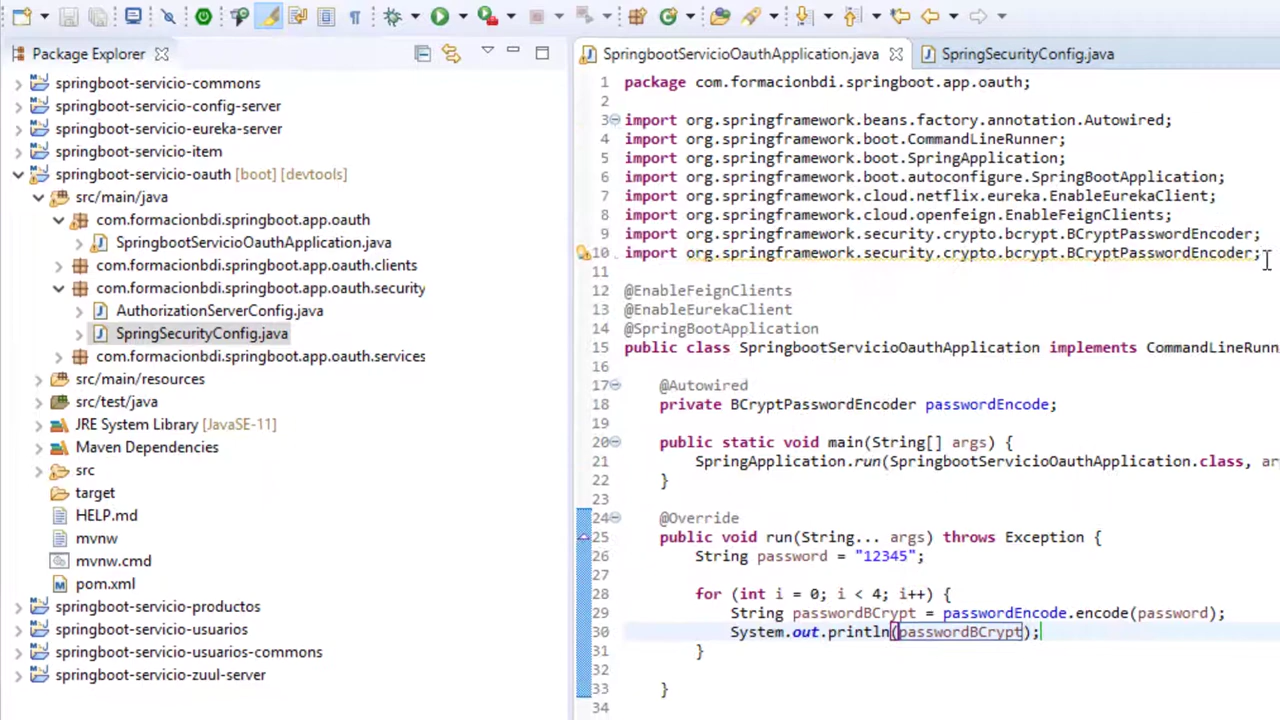 Package Explorer
springboot-servicio-commons
springboot-servicio-config-server
springboot-servicio-eureka-server
springboot-servicio-item
springboot-servicio-oauth [boot] [devtools]
src/main/java
com.formacionbdi.springboot.app.oauth
SpringbootServicioOauthApplication.java
com.formacionbdi.springboot.app.oauth.clients
com.formacionbdi.springboot.app.oauth.security
AuthorizationServerConfig.java
SpringSecurityConfig.java
com.formacionbdi.springboot.app.oauth.services
src/main/resources
src/test/java
JRE System Library [JavaSE-11]
Maven Dependencies
src
target
HELP.md
mvnw
mvnw.cmd
pom.xml
springboot-servicio-productos
springboot-servicio-usuarios
springboot-servicio-usuarios-commons
springboot-servicio-zuul-server
SpringbootServicioOauthApplication.java SpringSecurityConfig.java
1 package com.formacionbdi.springboot.app.oauth;
2
3 import org.springframework.beans.factory.annotation.Autowired;
4 import org.springframework.boot.CommandLineRunner;
5 import org.springframework.boot.SpringApplication;
6 import org.springframework.boot.autoconfigure.SpringBootApplication;
7 import org.springframework.cloud.netflix.eureka.EnableEurekaClient;
8 import org.springframework.cloud.openfeign.EnableFeignClients;
9 import org.springframework.security.crypto.bcrypt.BCryptPasswordEncoder;
10 import org.springframework.security.crypto.bcrypt.BCryptPasswordEncoder;
11
12 @EnableFeignClients
13 @EnableEurekaClient
14 @SpringBootApplication
15 public class SpringbootServicioOauthApplication implements CommandLineRunn
16
17 @Autowired
18 private BCryptPasswordEncoder passwordEncode;
19
20 public static void main(String[] args) {
21 SpringApplication.run(SpringbootServicioOauthApplication.class, ar
22 }
23
24 @Override
25 public void run(String... args) throws Exception {
26 String password = "12345";
27
28 for (int i = 0; i < 4; i++) {
29 String passwordBCrypt = passwordEncode.encode(password);
30 System.out.println(passwordBCrypt);
31 }
32
33 }
34